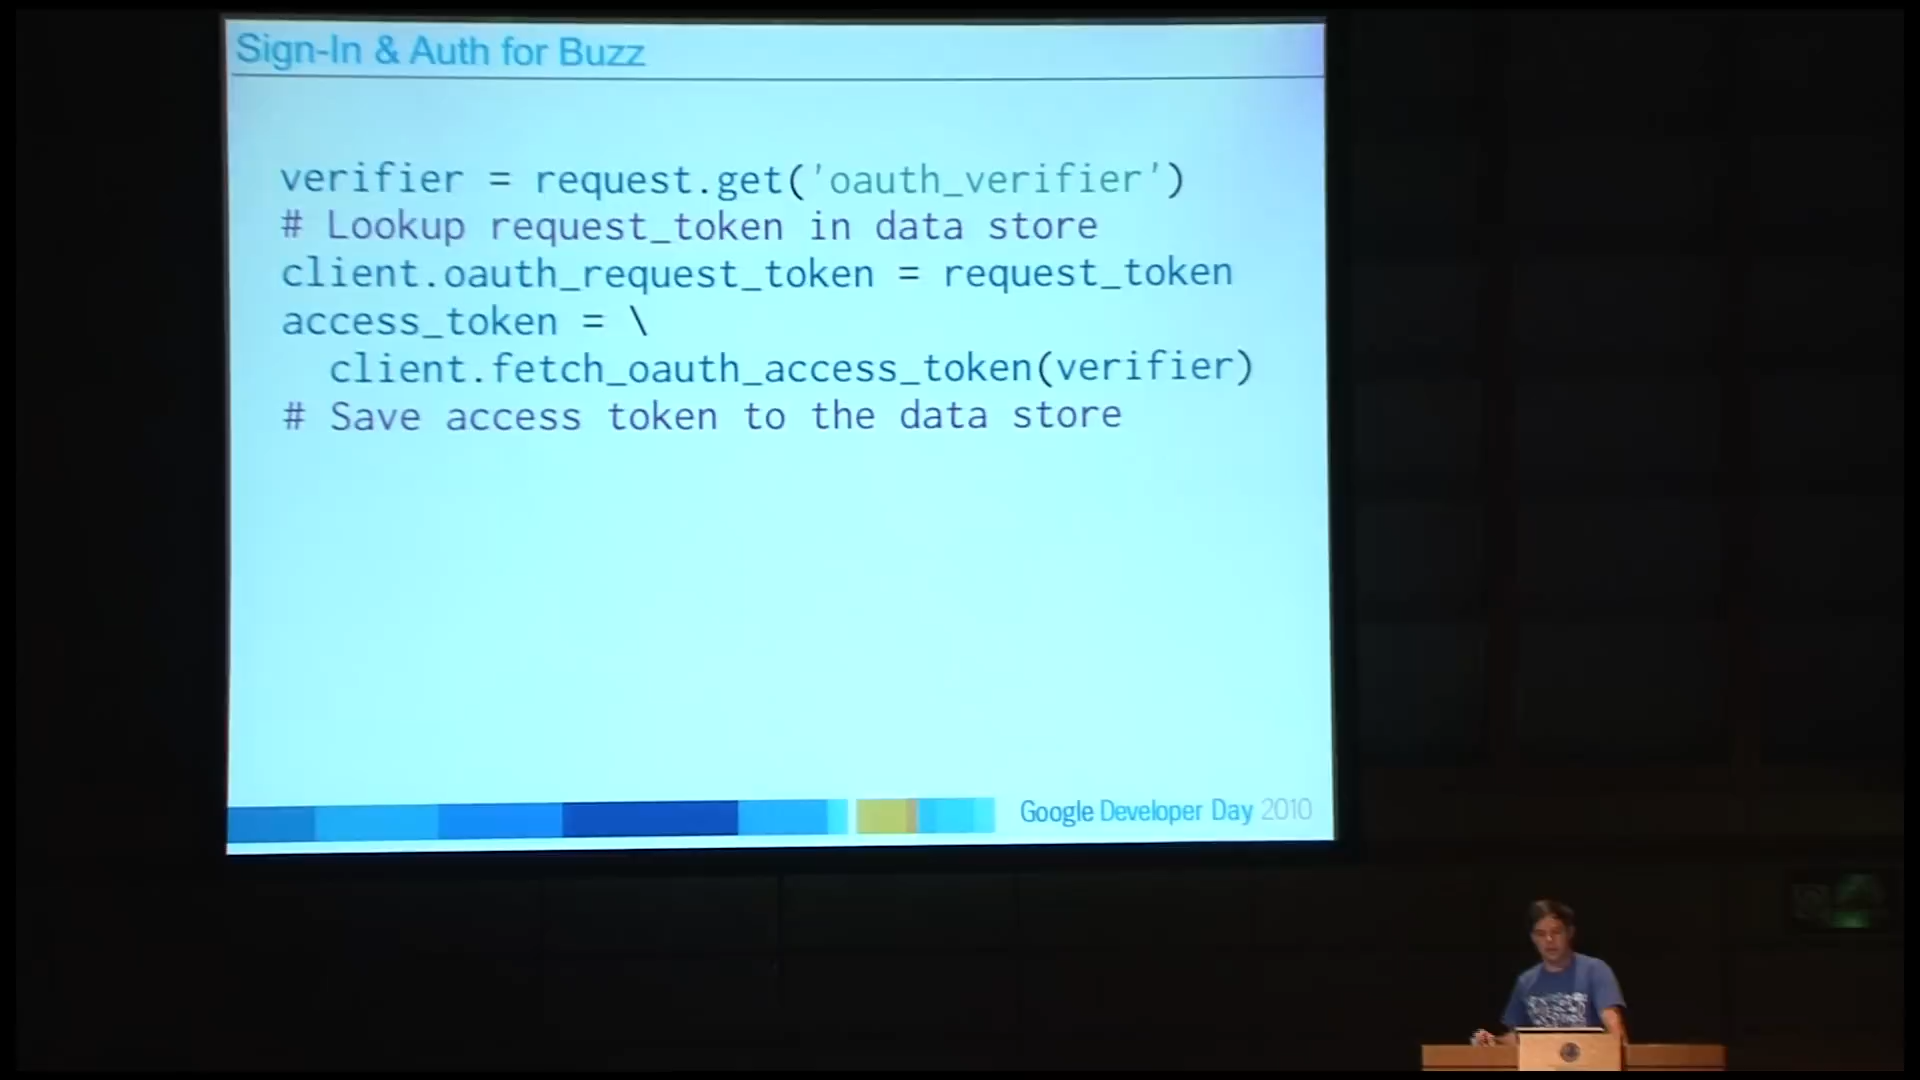 Sign-In & Auth for Buzz
verifier = request.get('oauth_verifier')
# Lookup request_token in data store
client.oauth_request_token = request_token
access_token = \
client.fetch_oauth_access_token(verifier)
# Save access token to the data store
Google Developer Day 2010